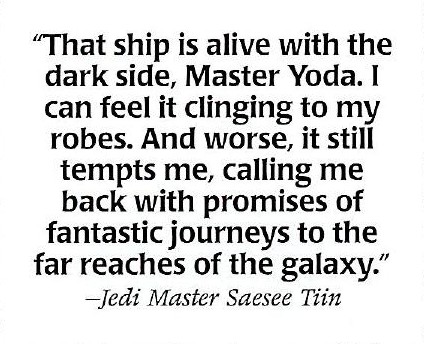 “That ship is alive with the
dark side, Master Yoda. I
can feel it clinging to my
robes. And worse, it still
tempts me, calling me
back with promises of
fantastic journeys to the
far reaches of the galaxy.”
–Jedi Master Saesee Tiin